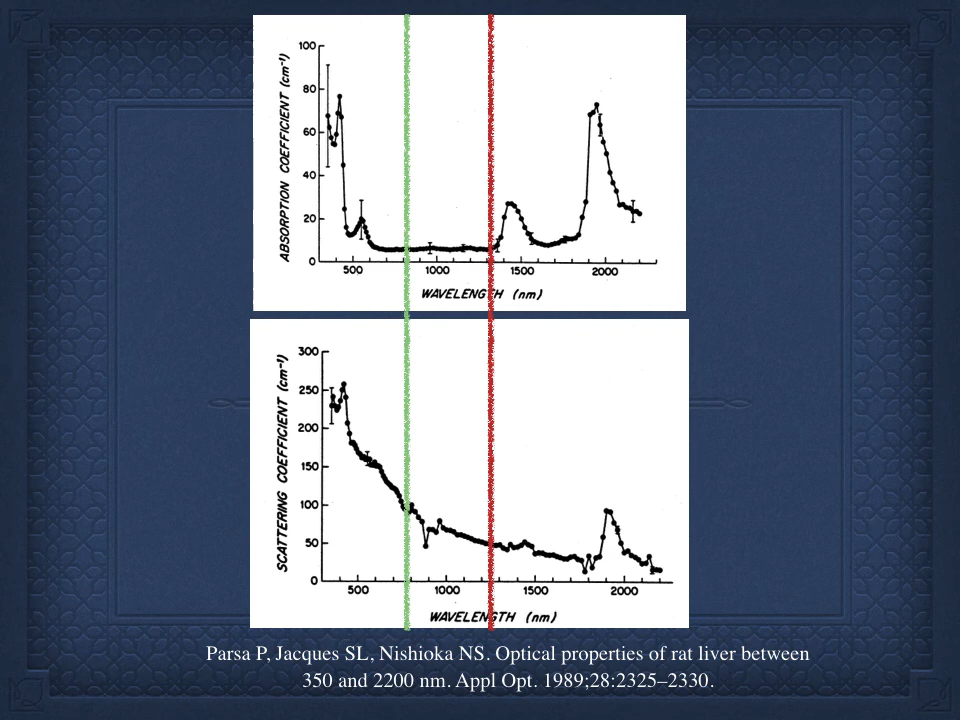 100
80
60
40
20
0
ABSORPTION COEFFICIENT (cm⁻¹)
500 1000 1500 2000
WAVELENGTH (nm)
300
250
200
150
100
50
0
SCATTERING COEFFICIENT (cm⁻¹)
500 1000 1500 2000
WAVELENGTH (nm)
Parsa P, Jacques SL, Nishioka NS. Optical properties of rat liver between
350 and 2200 nm. Appl Opt. 1989;28:2325–2330.